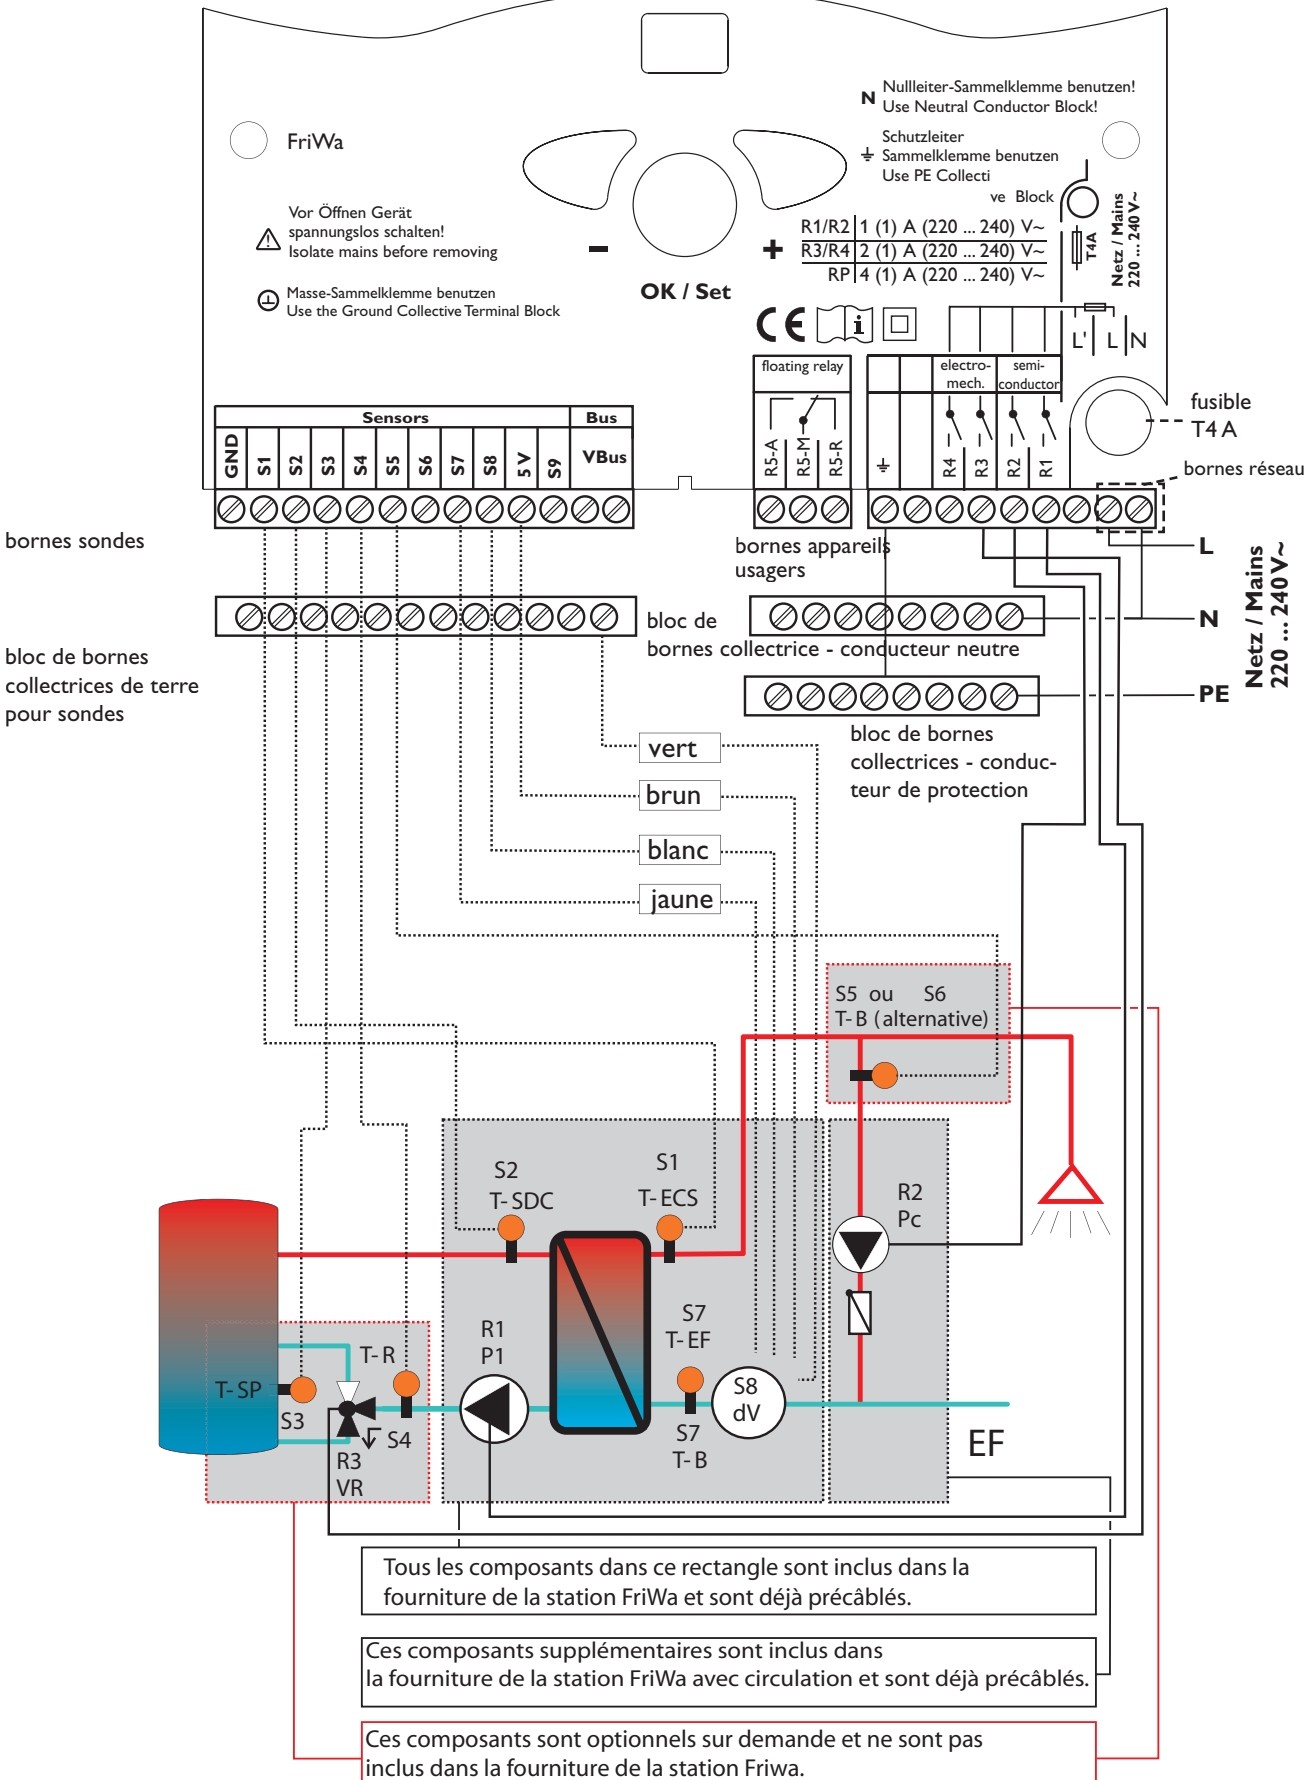 N Nullleiter-Sammelklemme benutzen!
Use Neutral Conductor Block!
FriWa
Schutzleiter
Sammelklemme benutzen
Use PE Collecti
ve Block
Vor Öffnen Gerät
spannungslos schalten!
Isolate mains before removing
Masse-Sammelklemme benutzen
Use the Ground Collective Terminal Block
-
+
OK / Set
R1/R2 1 (1) A (220 ... 240) V~
R3/R4 2 (1) A (220 ... 240) V~
RP 4 (1) A (220 ... 240) V~
T4A
Netz / Mains
220 ... 240 V~
CE i
L' L N
floating relay
electro-
mech.
semi-
conductor
R5-A R5-M R5-R
R4 R3 R2 R1
Sensors
Bus
GND S1 S2 S3 S4 S5 S6 S7 S8 5 V S9
VBus
fusible
T4 A
bornes réseau
bornes sondes
bornes appareils
usagers
L
N
PE
Netz / Mains
220 ... 240 V~
bloc de
bornes collectrice - conducteur neutre
bloc de bornes
collectrices de terre
pour sondes
bloc de bornes
collectrices - conduc-
teur de protection
vert
brun
blanc
jaune
S5 ou S6
T-B (alternative)
S2
T-SDC
S1
T-ECS
R2
Pc
R1
P1
S7
T-EF
S8
dV
S7
T-B
T-R
T-SP
S3
S4
R3
VR
EF
Tous les composants dans ce rectangle sont inclus dans la
fourniture de la station FriWa et sont déjà précâblés.
Ces composants supplémentaires sont inclus dans
la fourniture de la station FriWa avec circulation et sont déjà précâblés.
Ces composants sont optionnels sur demande et ne sont pas
inclus dans la fourniture de la station Friwa.